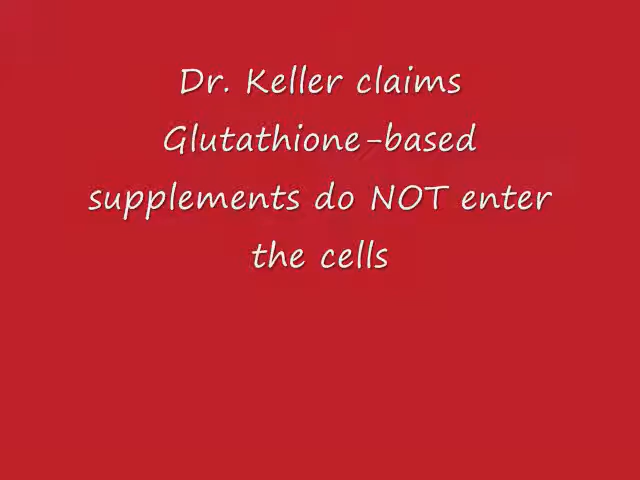 Dr. Keller claims
Glutathione-based
supplements do NOT enter
the cells